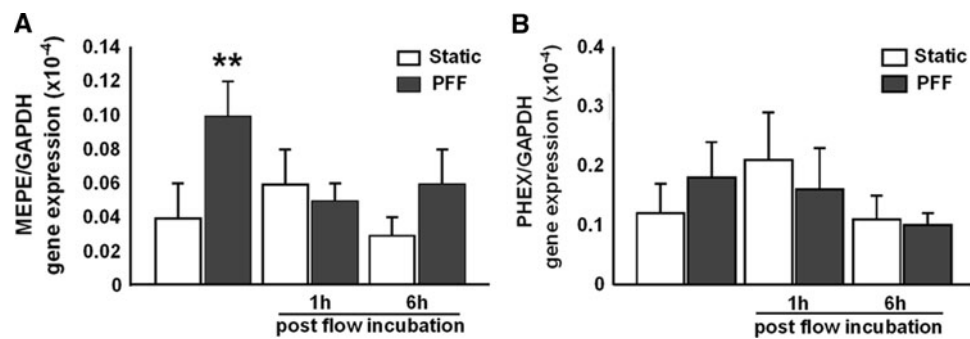 A
MEPE/GAPDH
gene expression (x10⁻⁴)
0.14
0.12
0.10
0.08
0.06
0.04
0.02
0
**
Static
PFF
1h
6h
post flow incubation
B
PHEX/GAPDH
gene expression (x10⁻⁴)
0.4
0.3
0.2
0.1
0
Static
PFF
1h
6h
post flow incubation